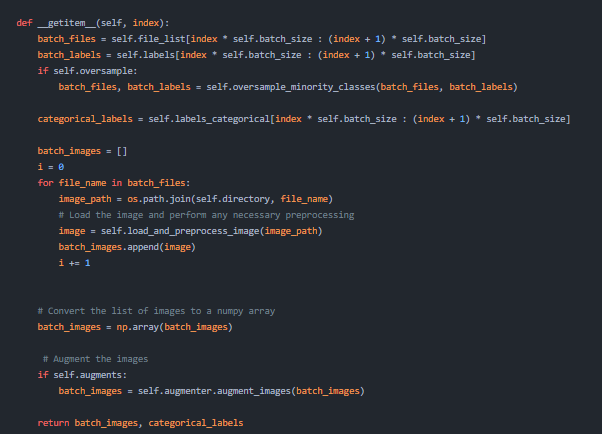 def __getitem__(self, index):
    batch_files = self.file_list[index * self.batch_size : (index + 1) * self.batch_size]
    batch_labels = self.labels[index * self.batch_size : (index + 1) * self.batch_size]
    if self.oversample:
        batch_files, batch_labels = self.oversample_minority_classes(batch_files, batch_labels)
    categorical_labels = self.labels_categorical[index * self.batch_size : (index + 1) * self.batch_size]
    batch_images = []
    i = 0
    for file_name in batch_files:
        image_path = os.path.join(self.directory, file_name)
        # Load the image and perform any necessary preprocessing
        image = self.load_and_preprocess_image(image_path)
        batch_images.append(image)
        i += 1
    # Convert the list of images to a numpy array
    batch_images = np.array(batch_images)
     # Augment the images
    if self.augments:
        batch_images = self.augmenter.augment_images(batch_images)
    return batch_images, categorical_labels